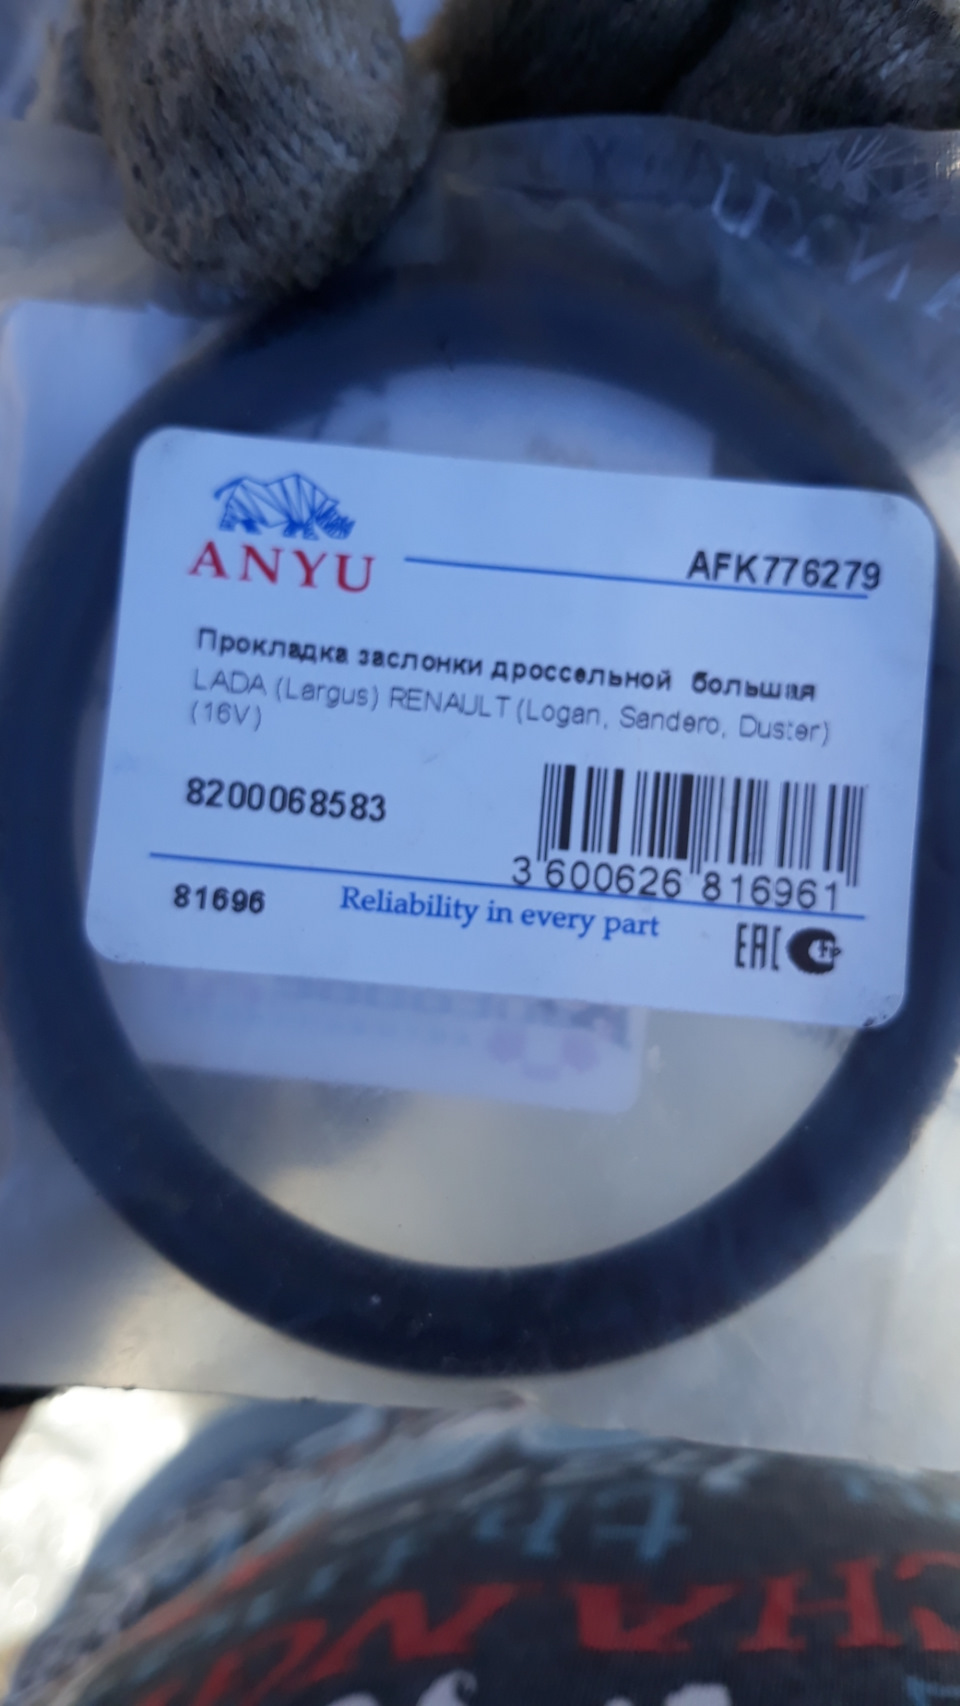 ANYU
AFK776279
Прокладка заслонки дроссельной большая
LADA (Largus) RENAULT (Logan, Sandero, Duster)
(16V)
8200068583
3 600626 816961
81696
Reliability in every part
EAC